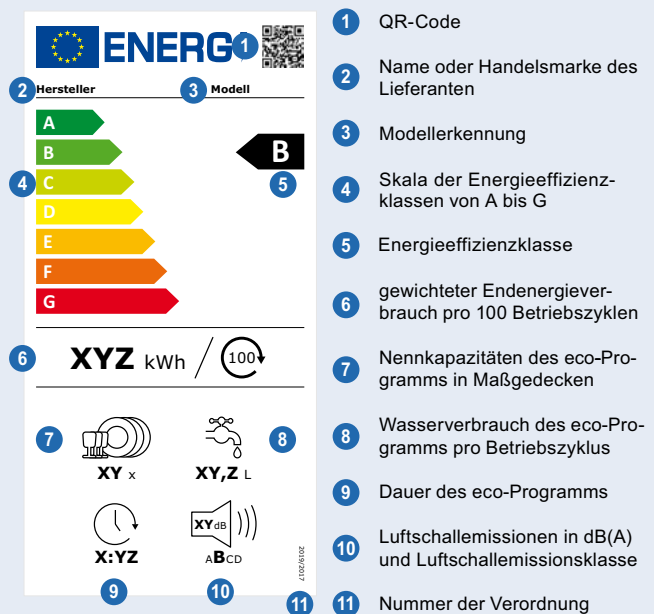 ENERG
1
2 Hersteller 3 Modell
A
B
B
4 C
5
D
E
F
G
6 XYZ kWh / 100
7
8
XY x
XY,Z L
XYdB
X:YZ
ABCD
2019/2017
9
10
11
1 QR-Code
2 Name oder Handelsmarke des
Lieferanten
3 Modellerkennung
4 Skala der Energieeffizienz-
klassen von A bis G
5 Energieeffizienzklasse
6 gewichteter Endenergiever-
brauch pro 100 Betriebszyklen
7 Nennkapazitäten des eco-Pro-
gramms in Maßgedecken
8 Wasserverbrauch des eco-Pro-
gramms pro Betriebszyklus
9 Dauer des eco-Programms
10 Luftschallemissionen in dB(A)
und Luftschallemissionsklasse
11 Nummer der Verordnung